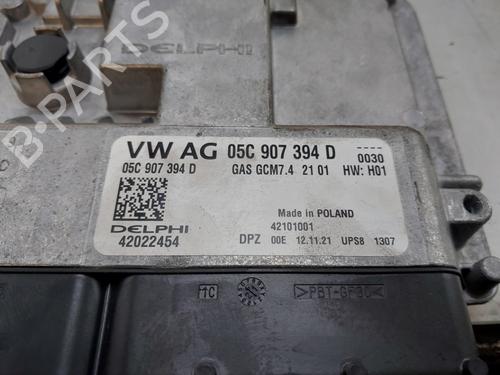 DELPHI
B-PARTS
VW AG 05C 907 394 D ----
05C 907 394 D GAS GCM7.4 21 01 0030
HW: H01
Made in POLAND
DELPHI 42101001
42022454 DPZ 00E 12.11.21 UPS8 1307
1C >PBT-GF30<